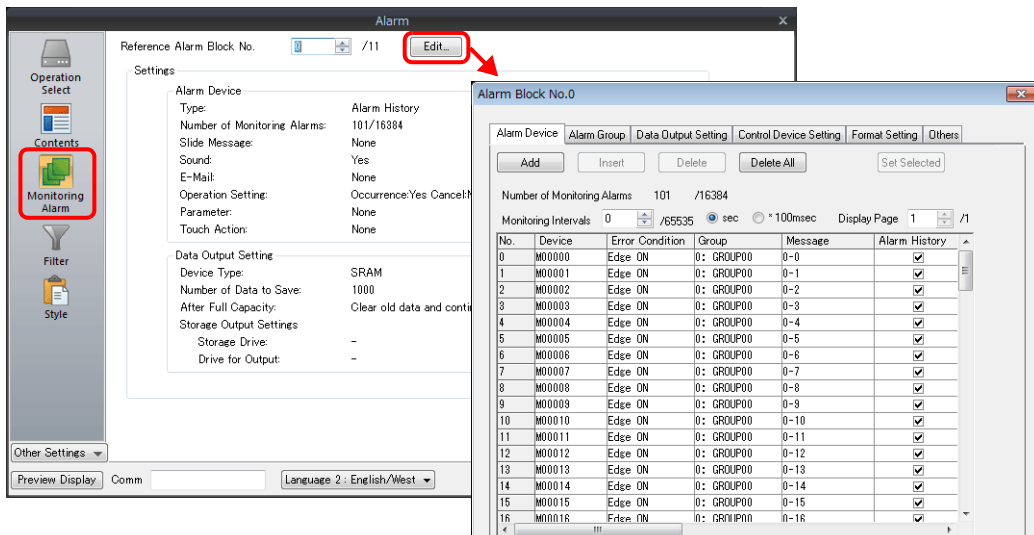 Alarm
x
Operation Select
Contents
Monitoring Alarm
Filter
Style
Other Settings
Reference Alarm Block No. 0 /11 Edit...
Settings
Alarm Device
Type: Alarm History
Number of Monitoring Alarms: 101/16384
Slide Message: None
Sound: Yes
E-Mail: None
Operation Setting: Occurrence:Yes Cancel:
Parameter: None
Touch Action: None
Data Output Setting
Device Type: SRAM
Number of Data to Save: 1000
After Full Capacity: Clear old data and conti
Storage Output Settings
Storage Drive: -
Drive for Output: -
Preview Display Comm Language 2 : English/West
Alarm Block No.0
x
Alarm Device Alarm Group Data Output Setting Control Device Setting Format Setting Others
Add Insert Delete Delete All Set Selected
Number of Monitoring Alarms 101 /16384
Monitoring Intervals 0 /65535 sec * 100msec Display Page 1 /1
No. Device Error Condition Group Message Alarm History
0 M00000 Edge ON 0: GROUP00 0-0
1 M00001 Edge ON 0: GROUP00 0-1
2 M00002 Edge ON 0: GROUP00 0-2
3 M00003 Edge ON 0: GROUP00 0-3
4 M00004 Edge ON 0: GROUP00 0-4
5 M00005 Edge ON 0: GROUP00 0-5
6 M00006 Edge ON 0: GROUP00 0-6
7 M00007 Edge ON 0: GROUP00 0-7
8 M00008 Edge ON 0: GROUP00 0-8
9 M00009 Edge ON 0: GROUP00 0-9
10 M00010 Edge ON 0: GROUP00 0-10
11 M00011 Edge ON 0: GROUP00 0-11
12 M00012 Edge ON 0: GROUP00 0-12
13 M00013 Edge ON 0: GROUP00 0-13
14 M00014 Edge ON 0: GROUP00 0-14
15 M00015 Edge ON 0: GROUP00 0-15
16 M00016 Edge ON 0: GROUP00 0-16